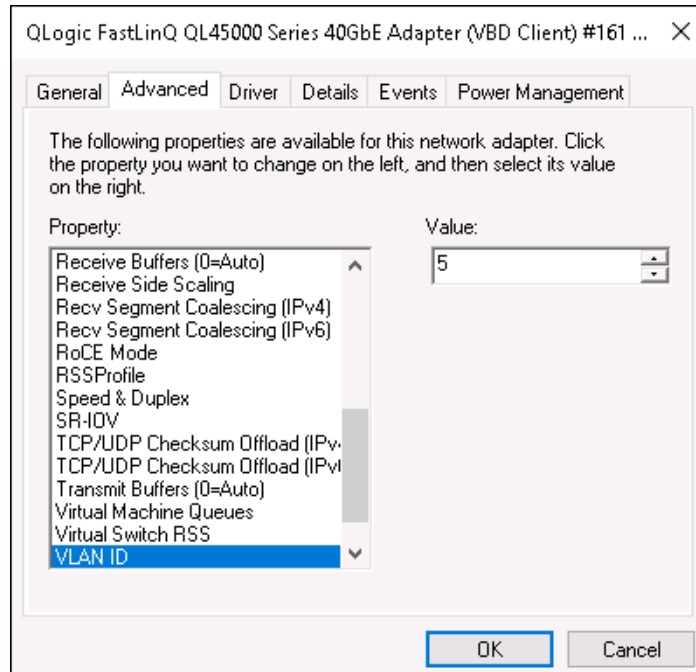 QLogic FastLinQ QL45000 Series 40GbE Adapter (VBD Client) #161 ...
General Advanced Driver Details Events Power Management
The following properties are available for this network adapter. Click
the property you want to change on the left, and then select its value
on the right.
Property:
Value:
Receive Buffers (0=Auto)
Receive Side Scaling
Recv Segment Coalescing (IPv4)
Recv Segment Coalescing (IPv6)
RoCE Mode
RSSProfile
Speed & Duplex
SR-IOV
TCP/UDP Checksum Offload (IPv
TCP/UDP Checksum Offload (IPv
Transmit Buffers (0=Auto)
Virtual Machine Queues
Virtual Switch RSS
VLAN ID
5
OK
Cancel